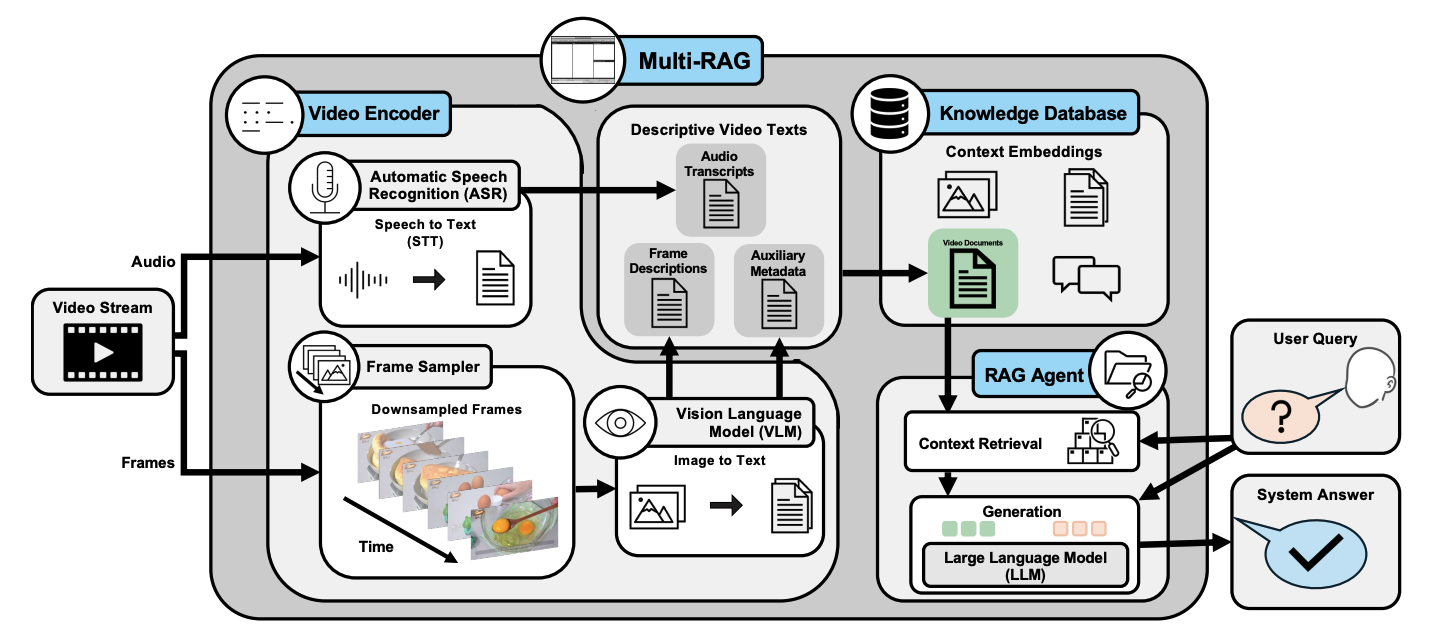 Multi-RAG
Video Encoder
Automatic Speech
Recognition (ASR)
Speech to Text
(STT)
Audio
Video Stream
Frames
Frame Sampler
Downsampled Frames
Time
Vision Language
Model (VLM)
Image to Text
Descriptive Video Texts
Audio
Transcripts
Frame
Descriptions
Auxiliary
Metadata
Knowledge Database
Context Embeddings
Video Documents
RAG Agent
Context Retrieval
Generation
Large Language Model
(LLM)
User Query
?
System Answer